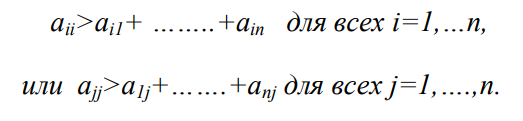 aii>ai1+ ……..+ain для всех i=1,…n,
или ajj>a1j+…….+anj для всех j=1,….,n.